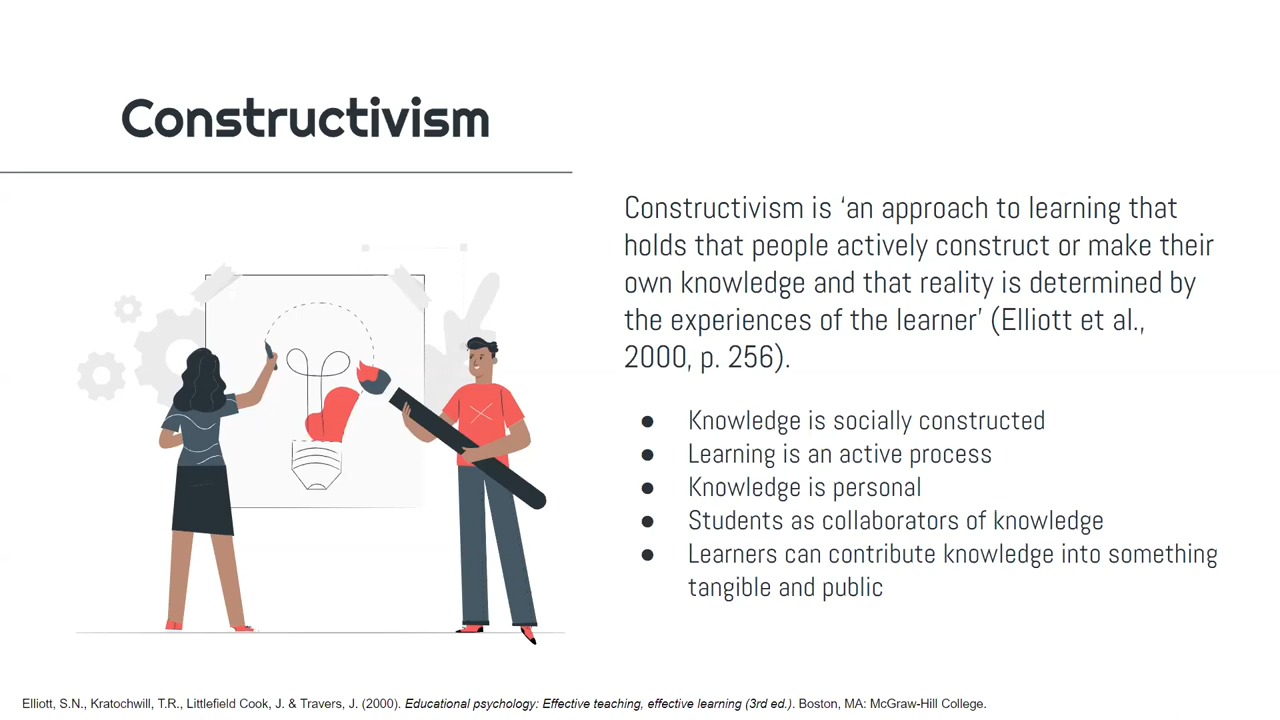 Constructivism
Constructivism is ‘an approach to learning that
holds that people actively construct or make their
own knowledge and that reality is determined by
the experiences of the learner’ (Elliott et al.,
2000, p. 256).
● Knowledge is socially constructed
● Learning is an active process
● Knowledge is personal
● Students as collaborators of knowledge
● Learners can contribute knowledge into something
tangible and public
Elliott, S.N., Kratochwill, T.R., Littlefield Cook, J. & Travers, J. (2000). Educational psychology: Effective teaching, effective learning (3rd ed.). Boston, MA: McGraw-Hill College.